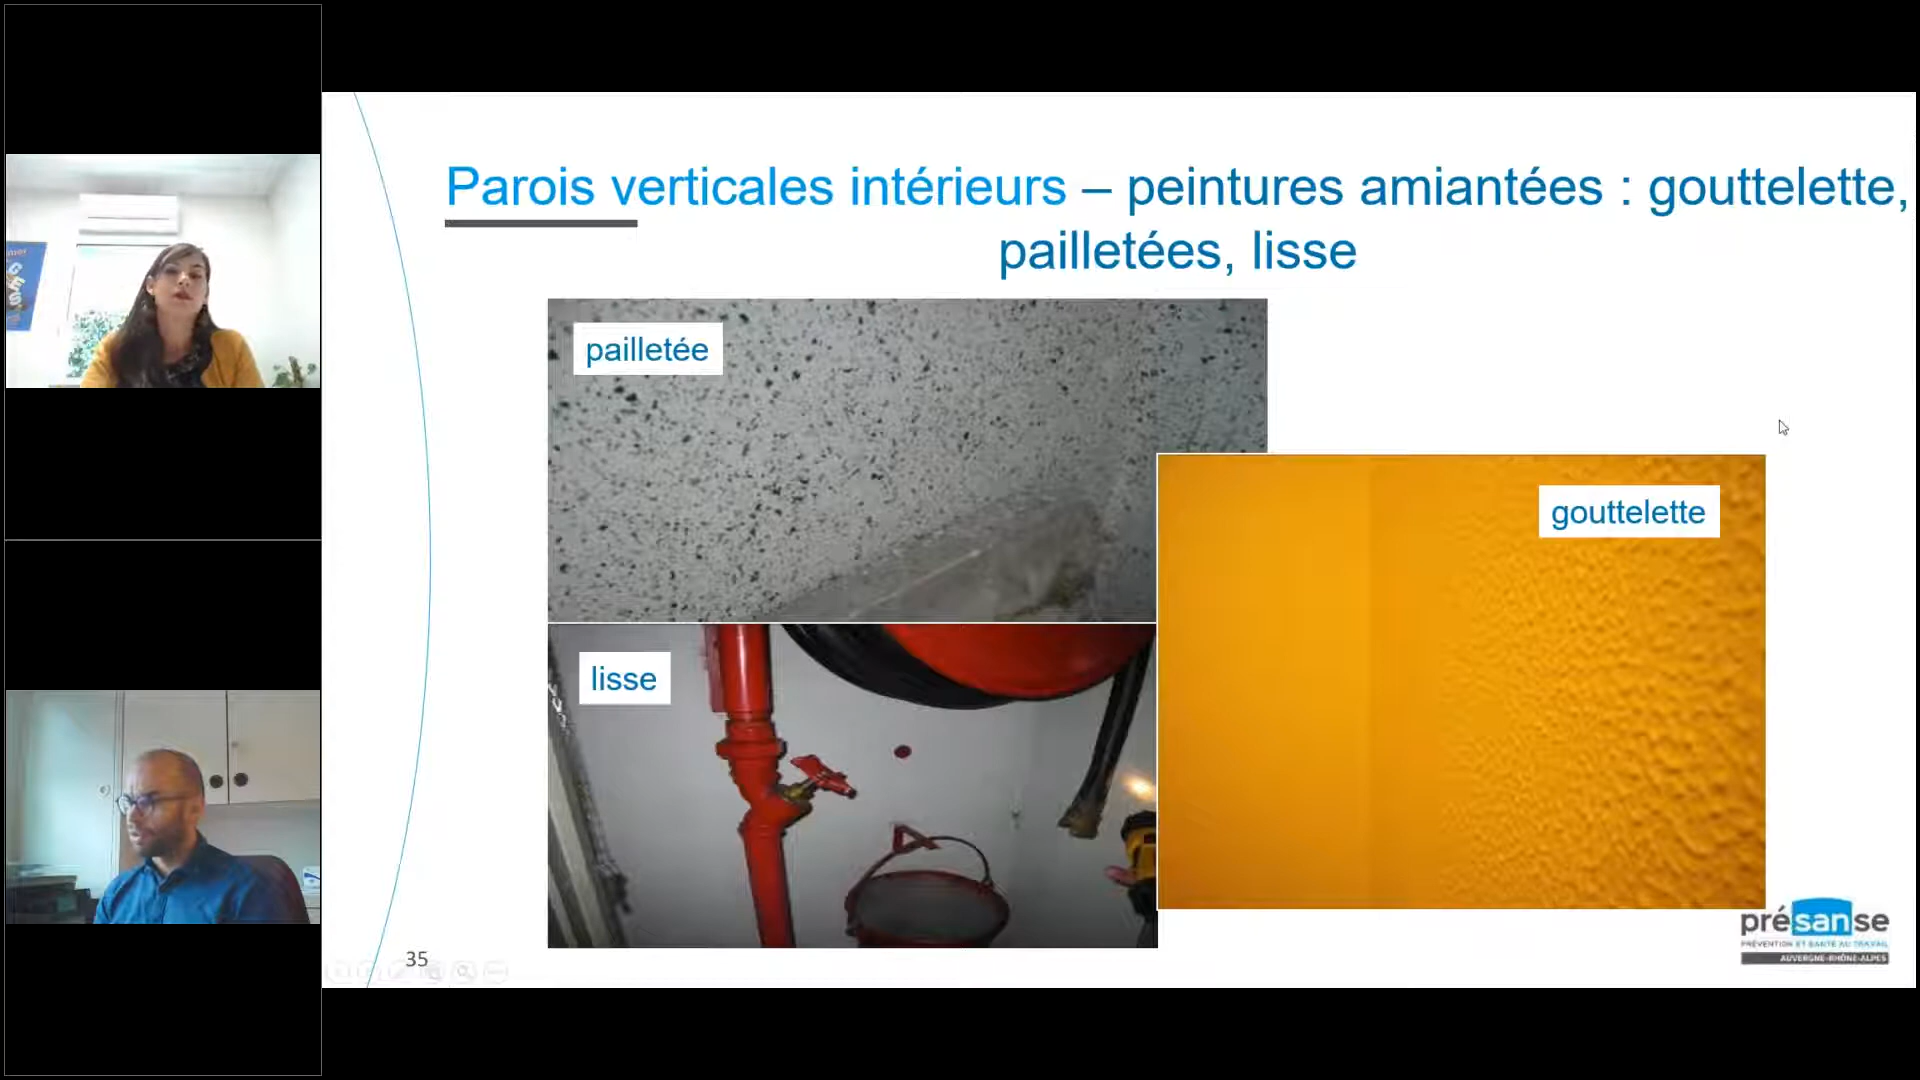 Parois verticales intérieurs – peintures amiantées : gouttelette,
pailletées, lisse
pailletée
gouttelette
lisse
35
présanse
PRÉVENTION ET SANTÉ AU TRAVAIL
AUVERGNE-RHÔNE-ALPES